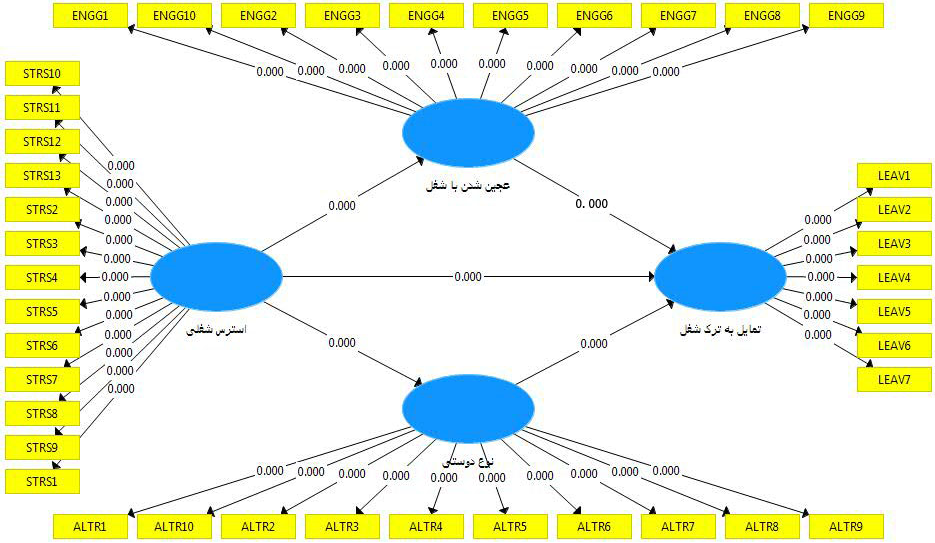 ENGG1 ENGG10 ENGG2 ENGG3 ENGG4 ENGG5 ENGG6 ENGG7 ENGG8 ENGG9
0.000 0.000 0.000 0.000 0.000 0.000 0.000 0.000 0.000 0.000
عجین شدن با شغل
STRS10
STRS11
STRS12
STRS13
STRS2
STRS3
STRS4
STRS5
STRS6
STRS7
STRS8
STRS9
STRS1
0.000
0.000
0.000
0.000
0.000
0.000
0.000
0.000
0.000
0.000
0.000
0.000
0.000
استرس شغلی
0.000
0.000
0.000
0.000
0.000
تمایل به ترک شغل
0.000
0.000
0.000
0.000
0.000
0.000
0.000
LEAV1
LEAV2
LEAV3
LEAV4
LEAV5
LEAV6
LEAV7
نوع دوستی
0.000 0.000 0.000 0.000 0.000 0.000 0.000 0.000 0.000 0.000
ALTR1 ALTR10 ALTR2 ALTR3 ALTR4 ALTR5 ALTR6 ALTR7 ALTR8 ALTR9